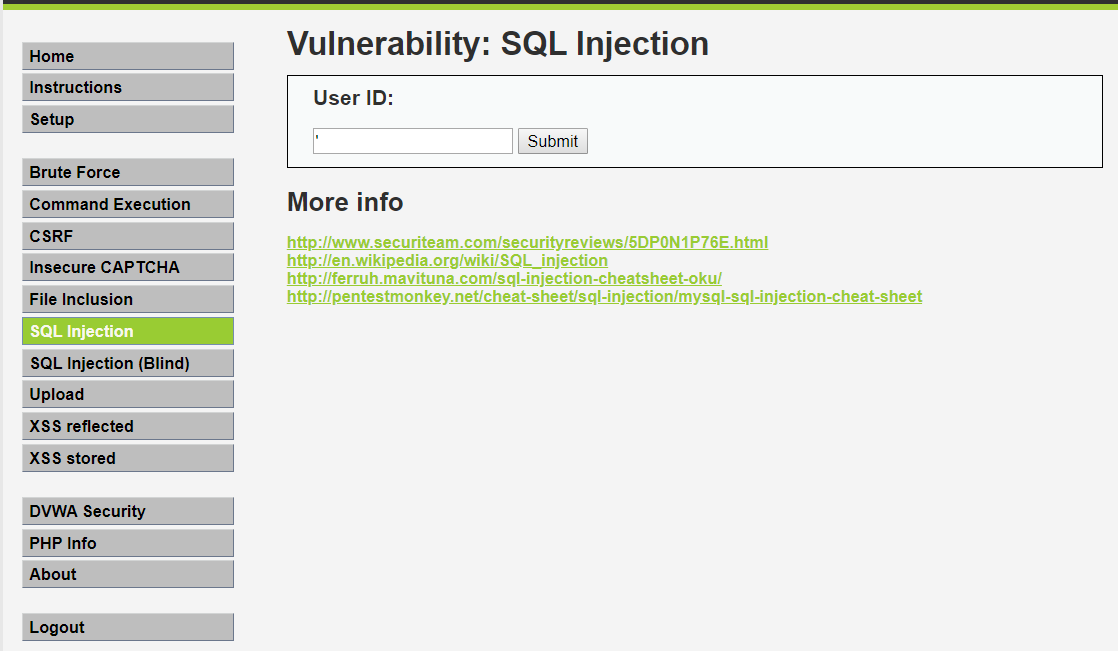 Home
Instructions
Setup
Brute Force
Command Execution
CSRF
Insecure CAPTCHA
File Inclusion
SQL Injection
SQL Injection (Blind)
Upload
XSS reflected
XSS stored
DVWA Security
PHP Info
About
Logout
Vulnerability: SQL Injection
User ID:
' Submit
More info
http://www.securiteam.com/securityreviews/5DP0N1P76E.html
http://en.wikipedia.org/wiki/SQL_injection
http://ferruh.mavituna.com/sql-injection-cheatsheet-oku/
http://pentestmonkey.net/cheat-sheet/sql-injection/mysql-sql-injection-cheat-sheet